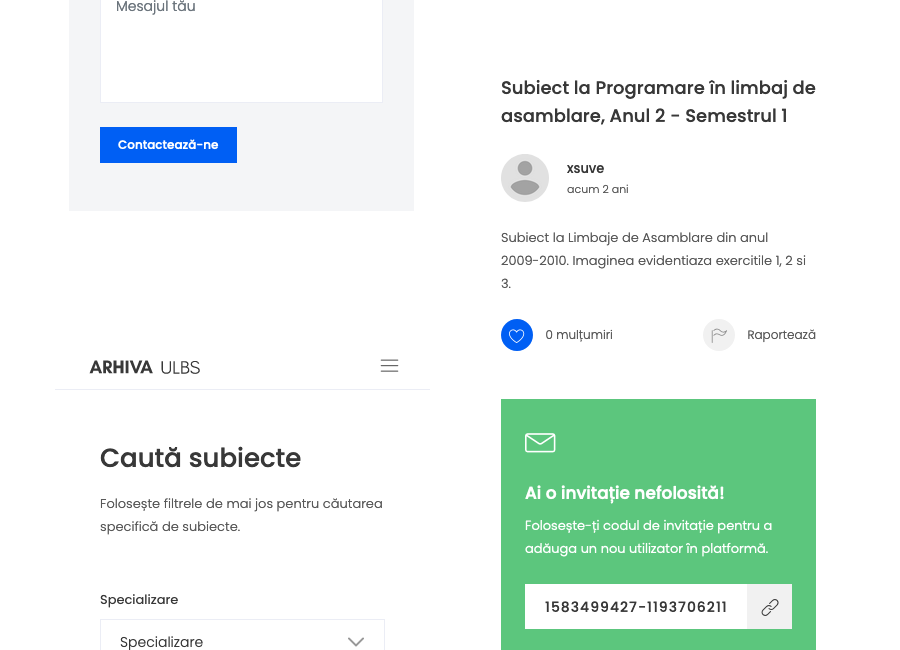 Mesajul tău
Contactează-ne
ARHIVA ULBS
Caută subiecte
Folosește filtrele de mai jos pentru căutarea
specifică de subiecte.
Specializare
Specializare
Subiect la Programare în limbaj de
asamblare, Anul 2 - Semestrul 1
xsuve
acum 2 ani
Subiect la Limbaje de Asamblare din anul
2009-2010. Imaginea evidentiaza exercitile 1, 2 si
3.
0 mulțumiri
Raportează
Ai o invitație nefolosită!
Folosește-ți codul de invitație pentru a
adăuga un nou utilizator în platformă.
1583499427-1193706211